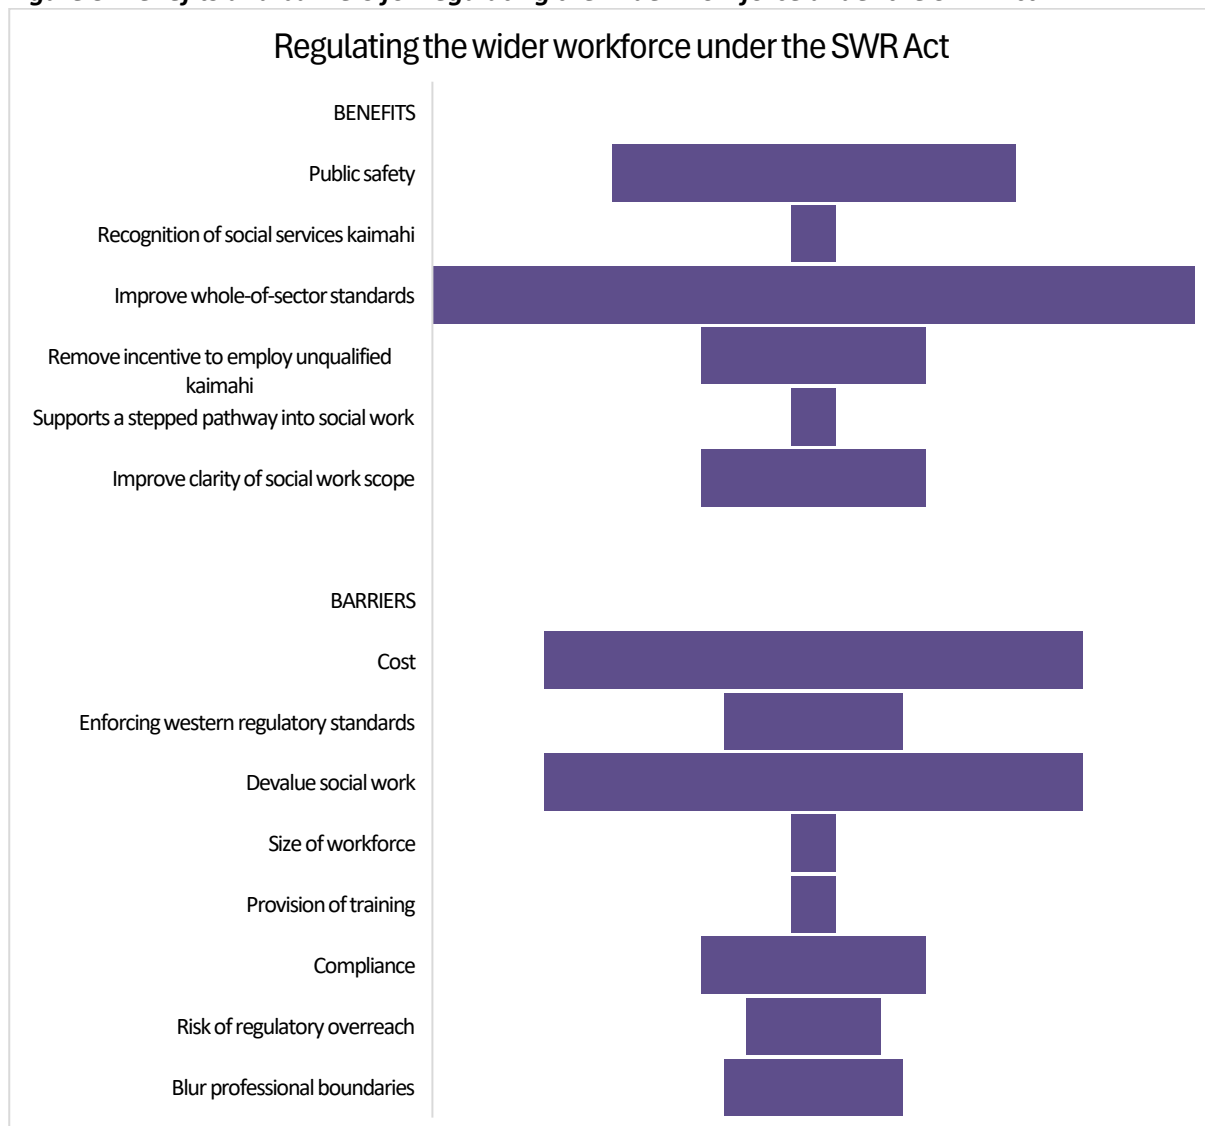 Regulating the wider workforce under the SWR Act
BENEFITS
Public safety
Recognition of social services kaimahi
Improve whole-of-sector standards
Remove incentive to employ unqualified
kaimahi
Supports a stepped pathway into social work
Improve clarity of social work scope
BARRIERS
Cost
Enforcing western regulatory standards
Devalue social work
Size of workforce
Provision of training
Compliance
Risk of regulatory overreach
Blur professional boundaries